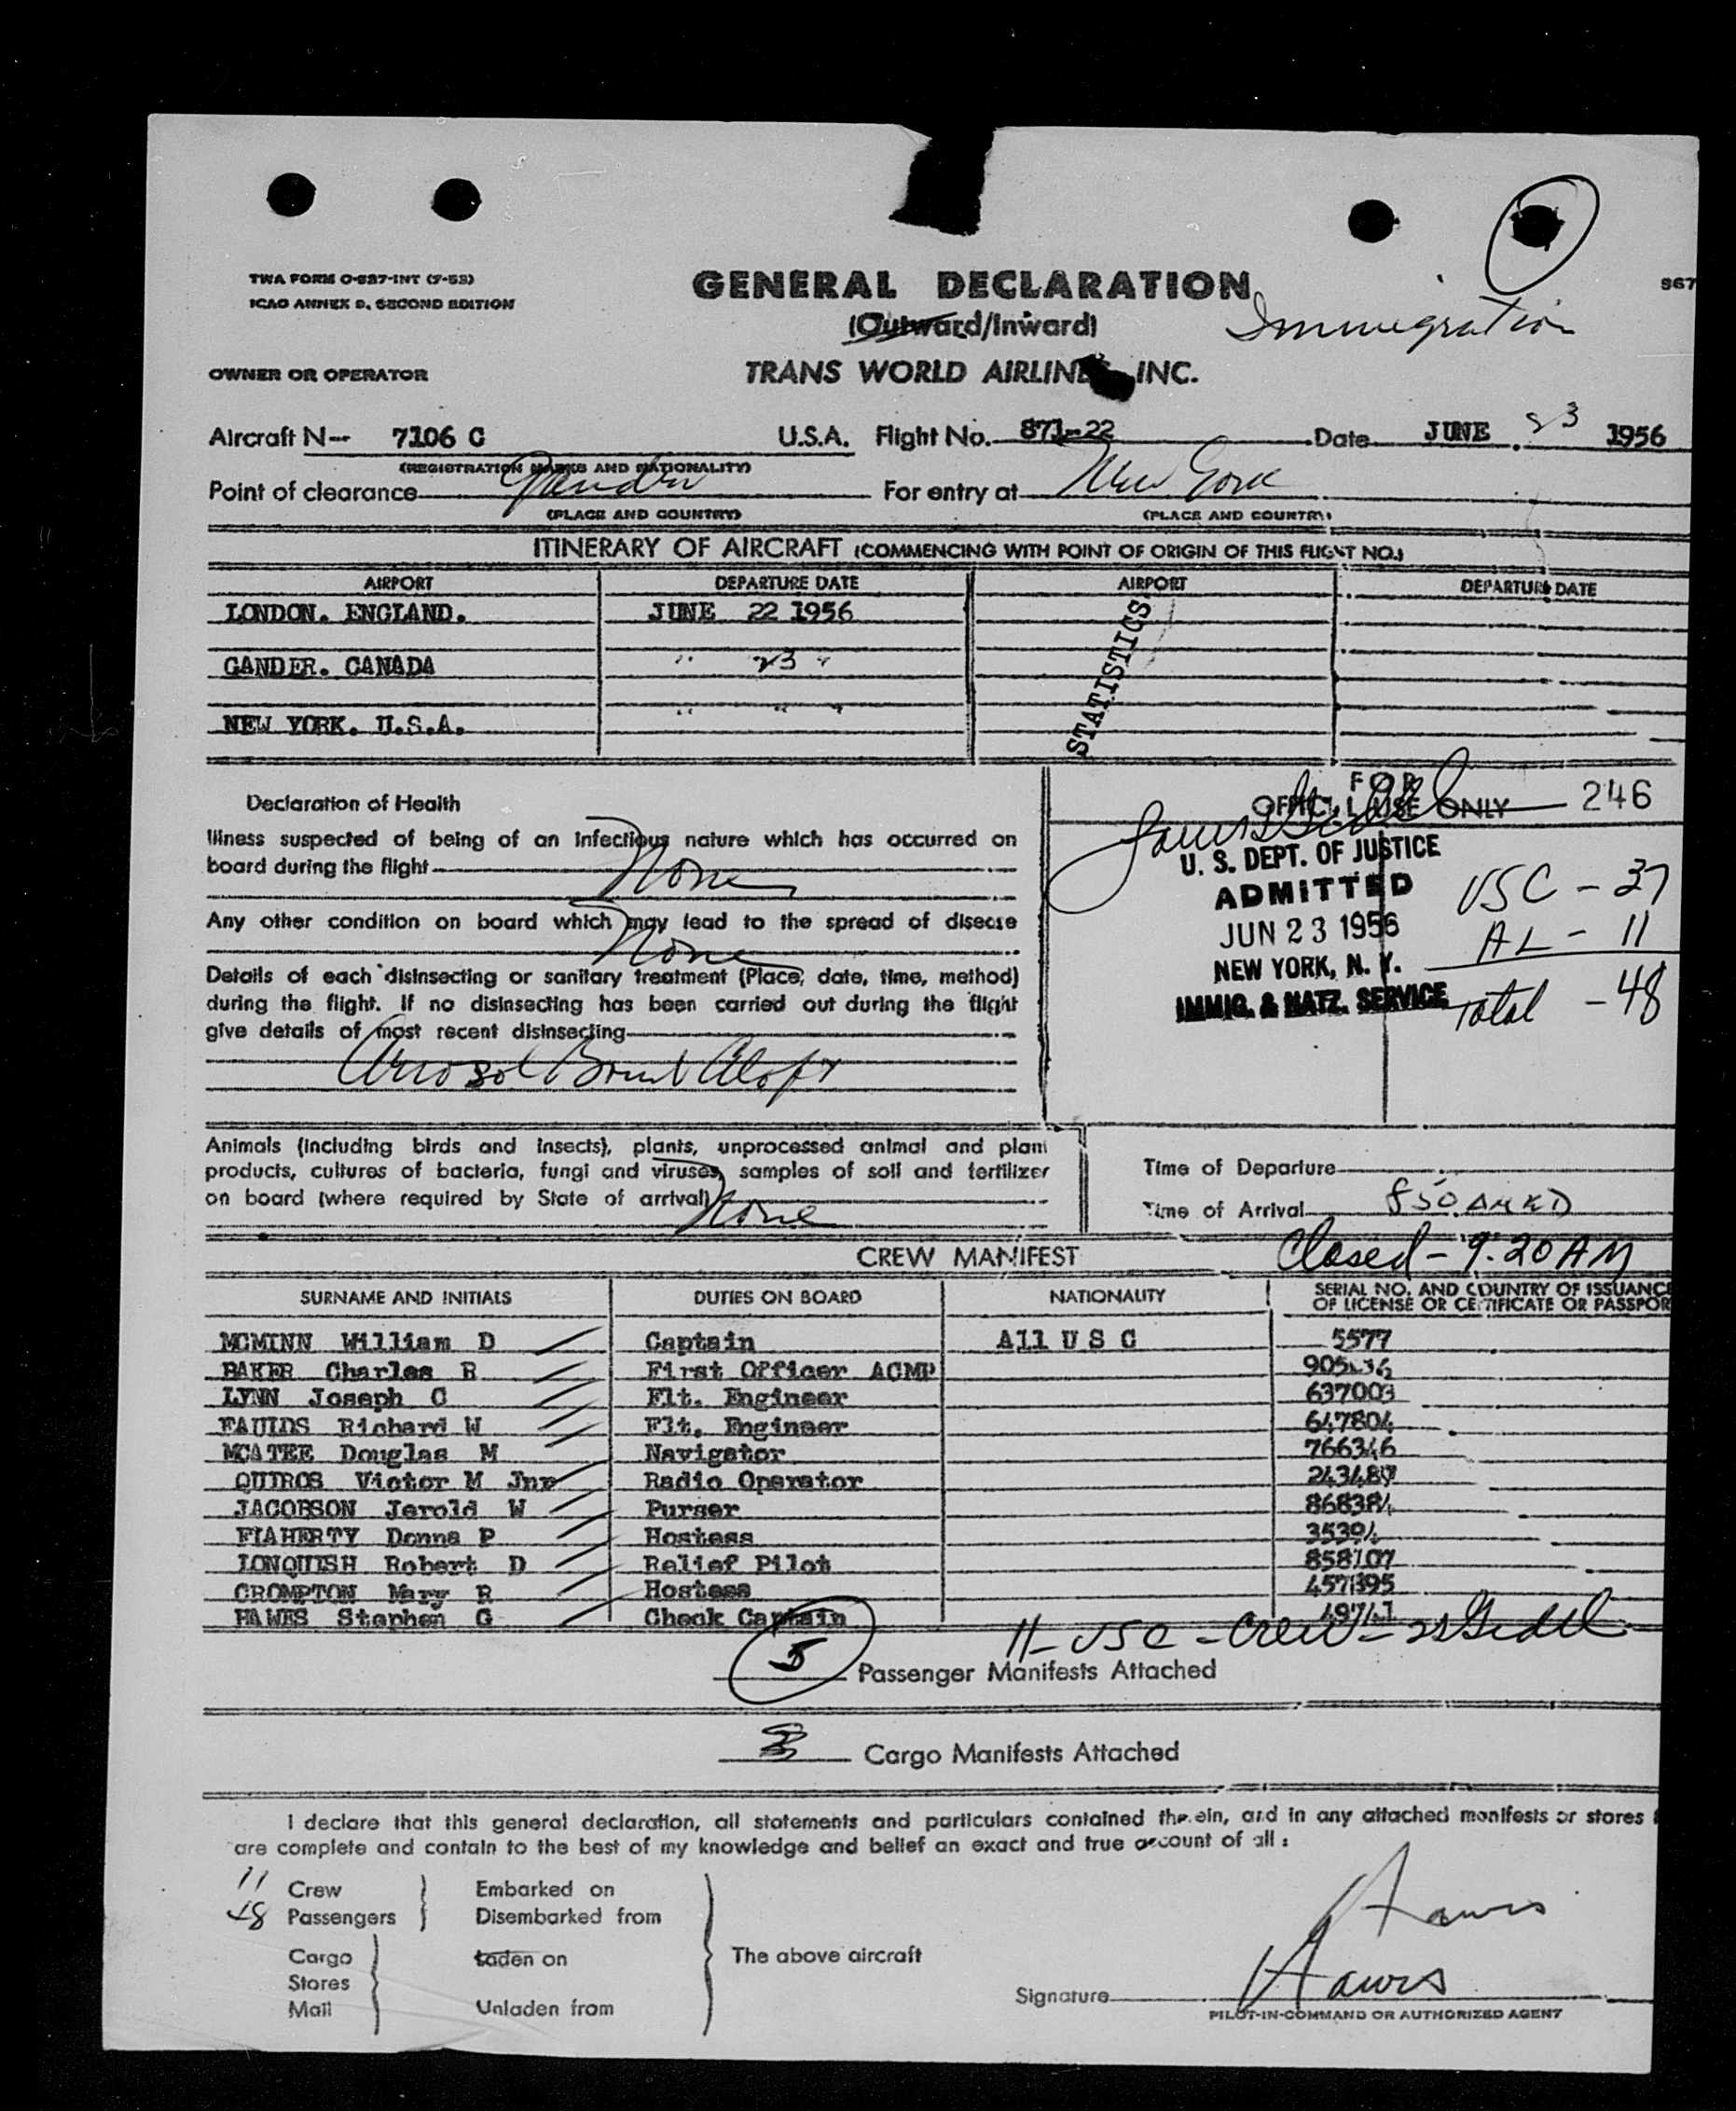 TWA FORM O-827-INT (7-53)
ICAO ANNEX 9, SECOND EDITION
GENERAL DECLARATION
(Outward/Inward)
Immigration
867
OWNER OR OPERATOR
TRANS WORLD AIRLINES, INC.
Aircraft N-- 7106 C U.S.A. Flight No. 871-22 Date JUNE 23 1956
(REGISTRATION MARKS AND NATIONALITY)
Point of clearance Gander For entry at New York
(PLACE AND COUNTRY) (PLACE AND COUNTRY)
ITINERARY OF AIRCRAFT (COMMENCING WITH POINT OF ORIGIN OF THIS FLIGHT NO.)
AIRPORT DEPARTURE DATE AIRPORT DEPARTURE DATE
LONDON. ENGLAND. JUNE 22 1956
GANDER. CANADA " 23 "
NEW YORK. U.S.A. " " "
STATISTICS
Declaration of Health
FOR
OFFICIAL USE ONLY 246
Illness suspected of being of an infectious nature which has occurred on
board during the flight None
U. S. DEPT. OF JUSTICE
ADMITTED
JUN 23 1956
NEW YORK, N. Y.
IMMIG. & NATZ. SERVICE
USC - 37
AL - 11
Total - 48
Any other condition on board which may lead to the spread of disease
None
Details of each disinsecting or sanitary treatment (Place, date, time, method)
during the flight. If no disinsecting has been carried out during the flight
give details of most recent disinsecting
Aerosol Bomb Aloft
Animals (including birds and insects), plants, unprocessed animal and plant
products, cultures of bacteria, fungi and viruses, samples of soil and fertilizer
on board (where required by State of arrival) None
Time of Departure
Time of Arrival 850 AM
Closed - 9:20 AM
CREW MANIFEST
SURNAME AND INITIALS DUTIES ON BOARD NATIONALITY SERIAL NO. AND COUNTRY OF ISSUANCE
OF LICENSE OR CERTIFICATE OR PASSPOR
MCMINN William D Captain All U S C 5577
BAKER Charles R First Officer ACMP
LYNN Joseph C Flt. Engineer 637003
FAULDS Richard W Flt. Engineer 647804
MCATEE Douglas M Navigator 766346
QUIROS Victor M Jnr Radio Operator 243487
JACOBSON Jerold W Purser 868384
FLAHERTY Donna P Hostess 35394
LONQUISH Robert D Relief Pilot 858107
CROMPTON Mary R Hostess 457395
HAWES Stephen G Check Captain
11 - USC - Crew -
5 Passenger Manifests Attached
Cargo Manifests Attached
I declare that this general declaration, all statements and particulars contained therein, and in any attached manifests or stores
are complete and contain to the best of my knowledge and belief an exact and true account of all :
11 Crew Embarked on
48 Passengers Disembarked from
Cargo Laden on The above aircraft
Stores
Mail Unladen from
Hawes
Signature Hawes
PILOT-IN-COMMAND OR AUTHORIZED AGENT